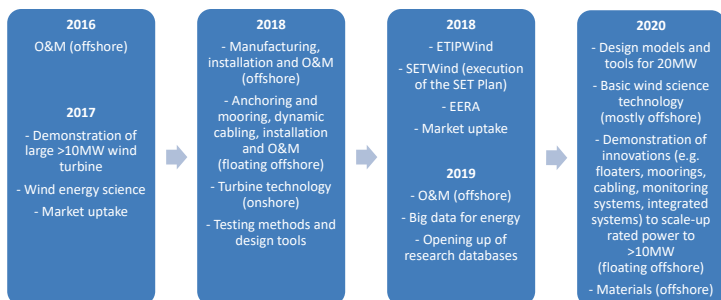 2016
O&M (offshore)
2017
- Demonstration of
large >10MW wind
turbine
- Wind energy science
- Market uptake
2018
- Manufacturing,
installation and O&M
(offshore)
- Anchoring and
mooring, dynamic
cabling, installation
and O&M
(floating offshore)
- Turbine technology
(onshore)
- Testing methods and
design tools
2018
- ETIPWind
- SETWind (execution
of the SET Plan)
- EERA
- Market uptake
2019
- O&M (offshore)
- Big data for energy
- Opening up of
research databases
2020
- Design models and
tools for 20MW
- Basic wind science
technology
(mostly offshore)
- Demonstration of
innovations (e.g.
floaters, moorings,
cabling, monitoring
systems, integrated
systems) to scale-up
rated power to
>10MW
(floating offshore)
- Materials (offshore)